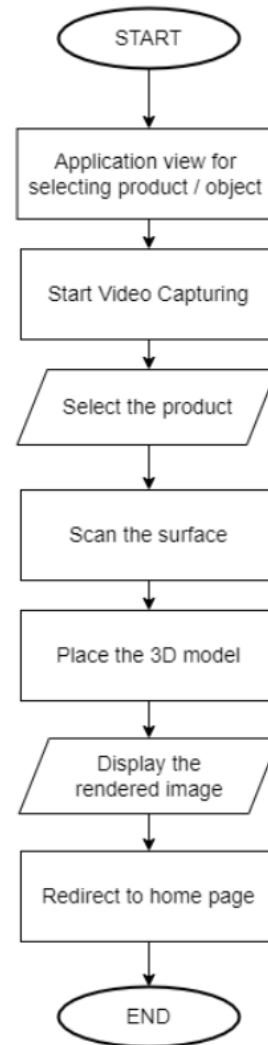 START
Application view for
selecting product / object
Start Video Capturing
Select the product
Scan the surface
Place the 3D model
Display the
rendered image
Redirect to home page
END